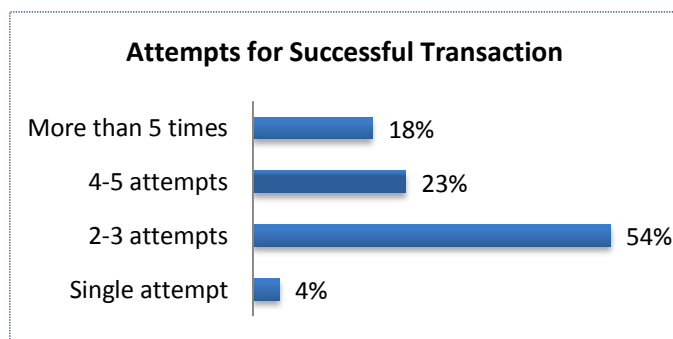 Attempts for Successful Transaction
More than 5 times 18%
4-5 attempts 23%
2-3 attempts 54%
Single attempt 4%